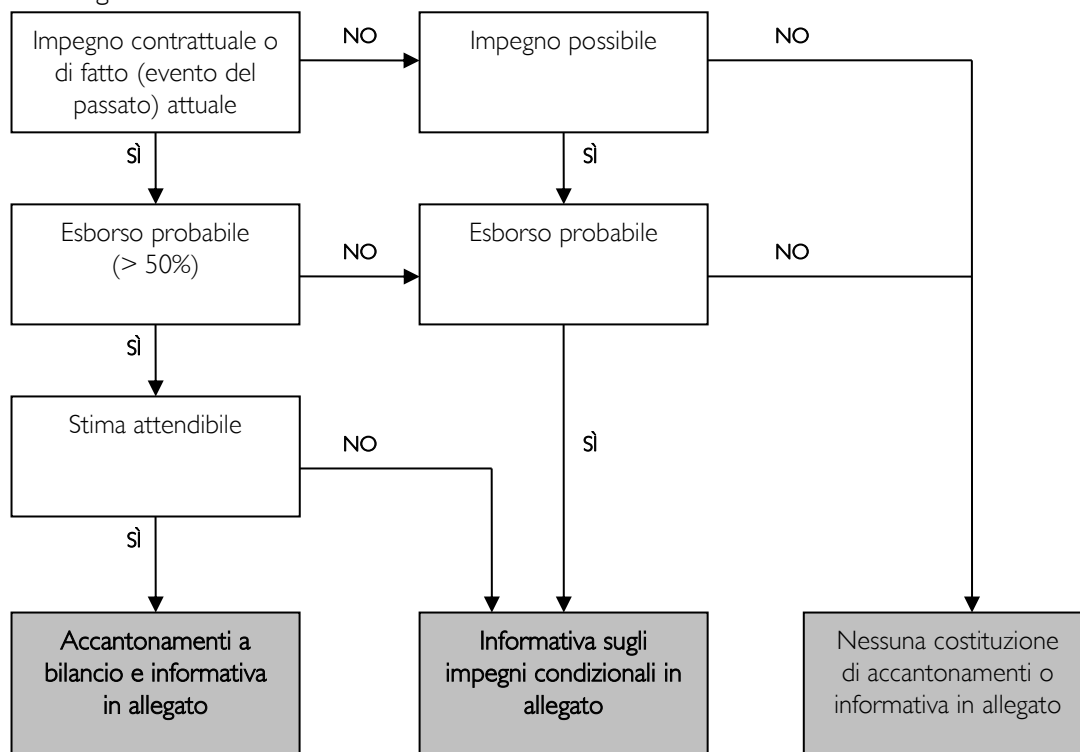 Impegno contrattuale o
di fatto (evento del
passato) attuale
NO
Impegno possibile
NO
SÌ
SÌ
Esborso probabile
(> 50%)
NO
Esborso probabile
NO
SÌ
Stima attendibile
NO
SÌ
SÌ
Accantonamenti a
bilancio e informativa
in allegato
Informativa sugli
impegni condizionali in
allegato
Nessuna costituzione
di accantonamenti o
informativa in allegato